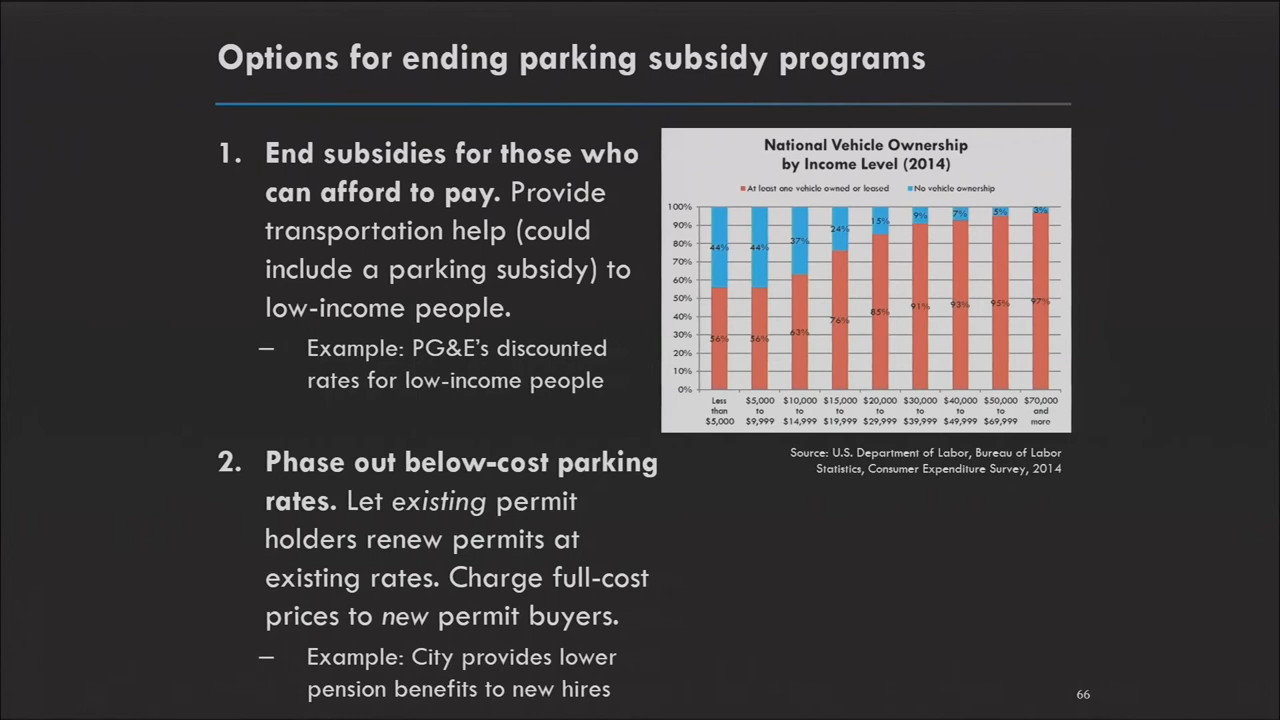 Options for ending parking subsidy programs
1. End subsidies for those who
can afford to pay. Provide
transportation help (could
include a parking subsidy) to
low-income people.
– Example: PG&E's discounted
rates for low-income people
2. Phase out below-cost parking
rates. Let existing permit
holders renew permits at
existing rates. Charge full-cost
prices to new permit buyers.
– Example: City provides lower
pension benefits to new hires
National Vehicle Ownership
by Income Level (2014)
At least one vehicle owned or leased No vehicle ownership
100%
90%
80%
70%
60%
50%
40%
30%
20%
10%
0%
44% 44% 37% 24% 15% 9% 7% 5% 3%
56% 56% 63% 76% 85% 91% 93% 95% 97%
Less $5,000 $10,000 $15,000 $20,000 $30,000 $40,000 $50,000 $70,000
than to to to to to to to and
$5,000 $9,999 $14,999 $19,999 $29,999 $39,999 $49,999 $69,999 more
Source: U.S. Department of Labor, Bureau of Labor
Statistics, Consumer Expenditure Survey, 2014
66